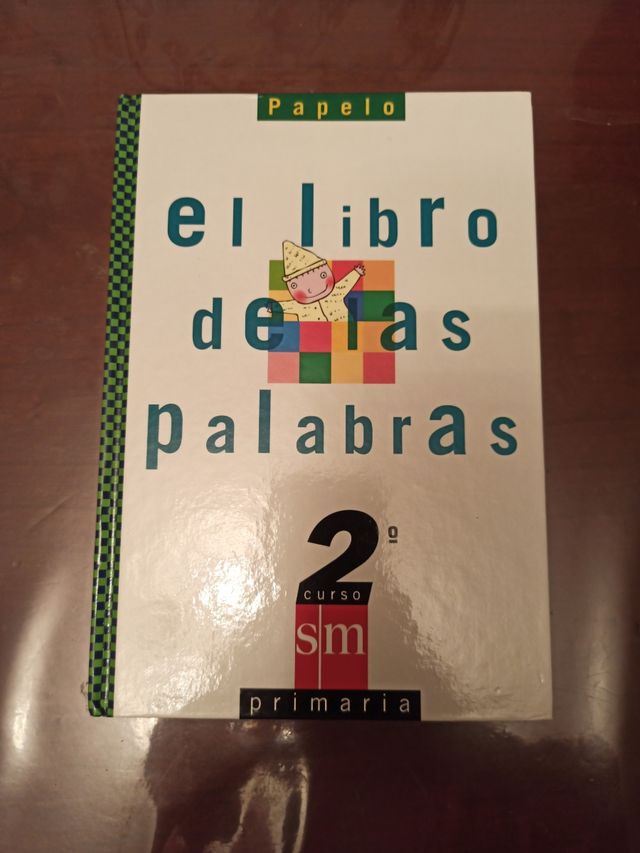 Papelo
el libro
de las
palabras
2º
curso
sm
primaria